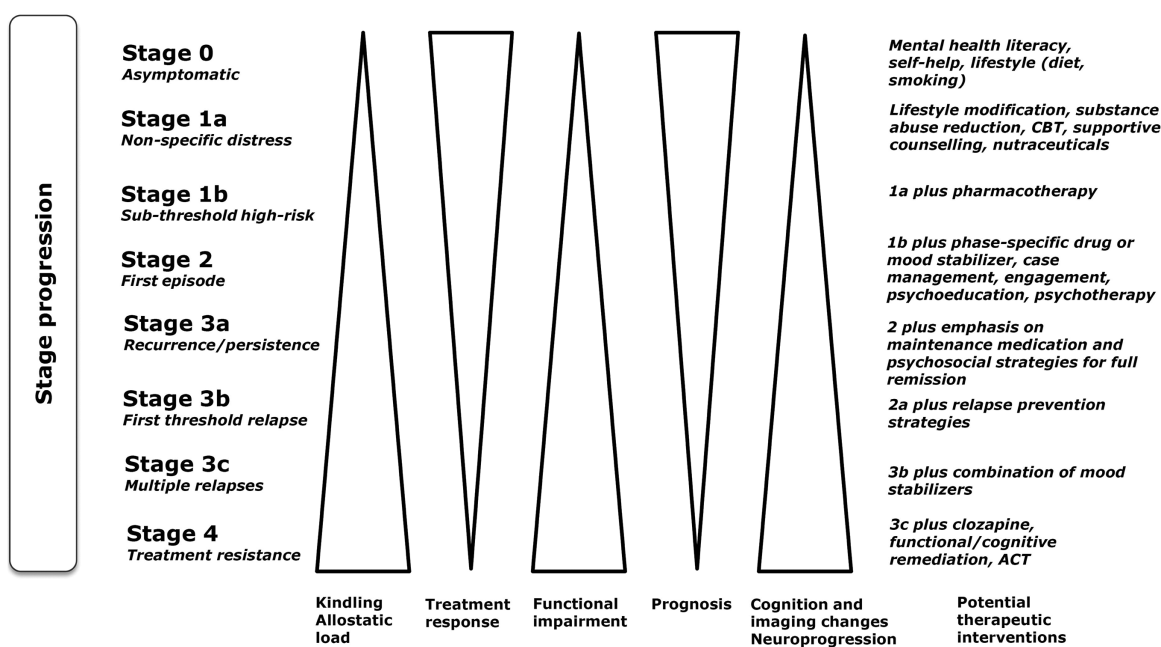 Stage progression
Stage 0
Asymptomatic
Mental health literacy,
self-help, lifestyle (diet,
smoking)
Stage 1a
Non-specific distress
Lifestyle modification, substance
abuse reduction, CBT, supportive
counselling, nutraceuticals
Stage 1b
Sub-threshold high-risk
1a plus pharmacotherapy
Stage 2
First episode
1b plus phase-specific drug or
mood stabilizer, case
management, engagement,
psychoeducation, psychotherapy
Stage 3a
Recurrence/persistence
2 plus emphasis on
maintenance medication and
psychosocial strategies for full
remission
Stage 3b
First threshold relapse
2a plus relapse prevention
strategies
Stage 3c
Multiple relapses
3b plus combination of mood
stabilizers
Stage 4
Treatment resistance
3c plus clozapine,
functional/cognitive
remediation, ACT
Kindling
Allostatic
load
Treatment
response
Functional
impairment
Prognosis
Cognition and
imaging changes
Neuroprogression
Potential
therapeutic
interventions